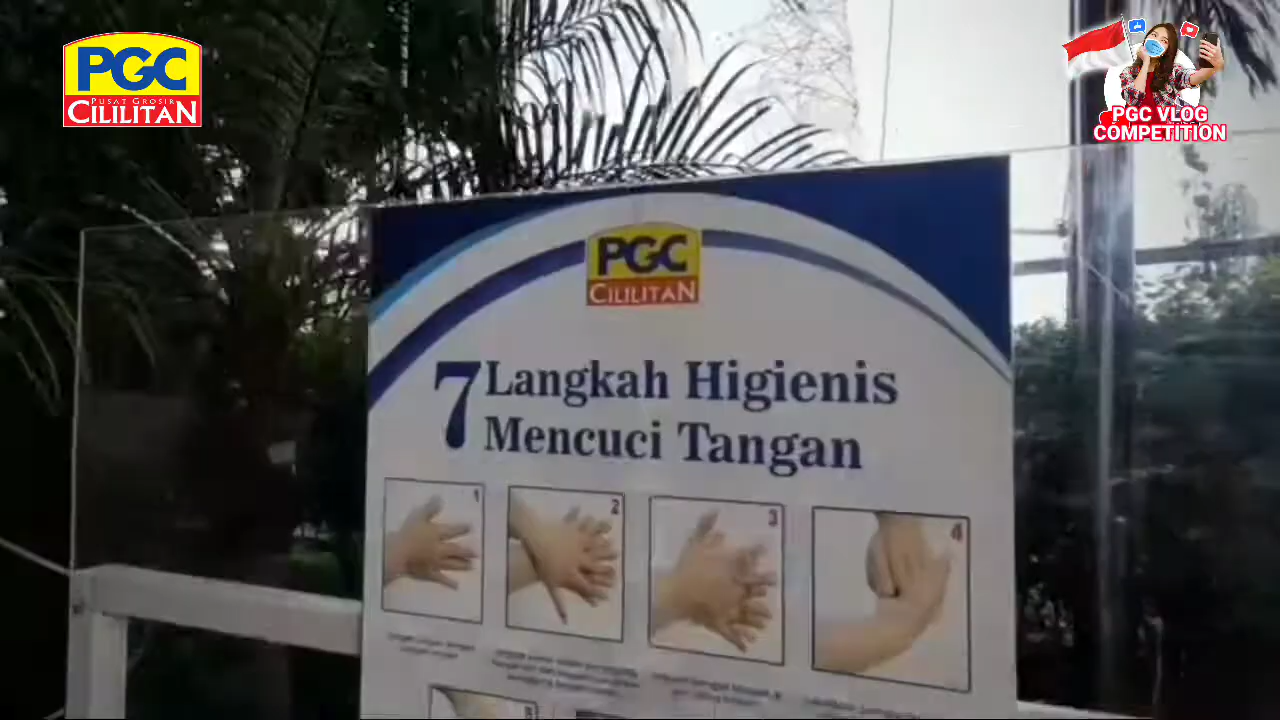 PGC
PUSAT GROSIR
CILILITAN
PGC VLOG
COMPETITION
PGC
CILILITAN
7 Langkah Higienis
Mencuci Tangan
1
2
3
4